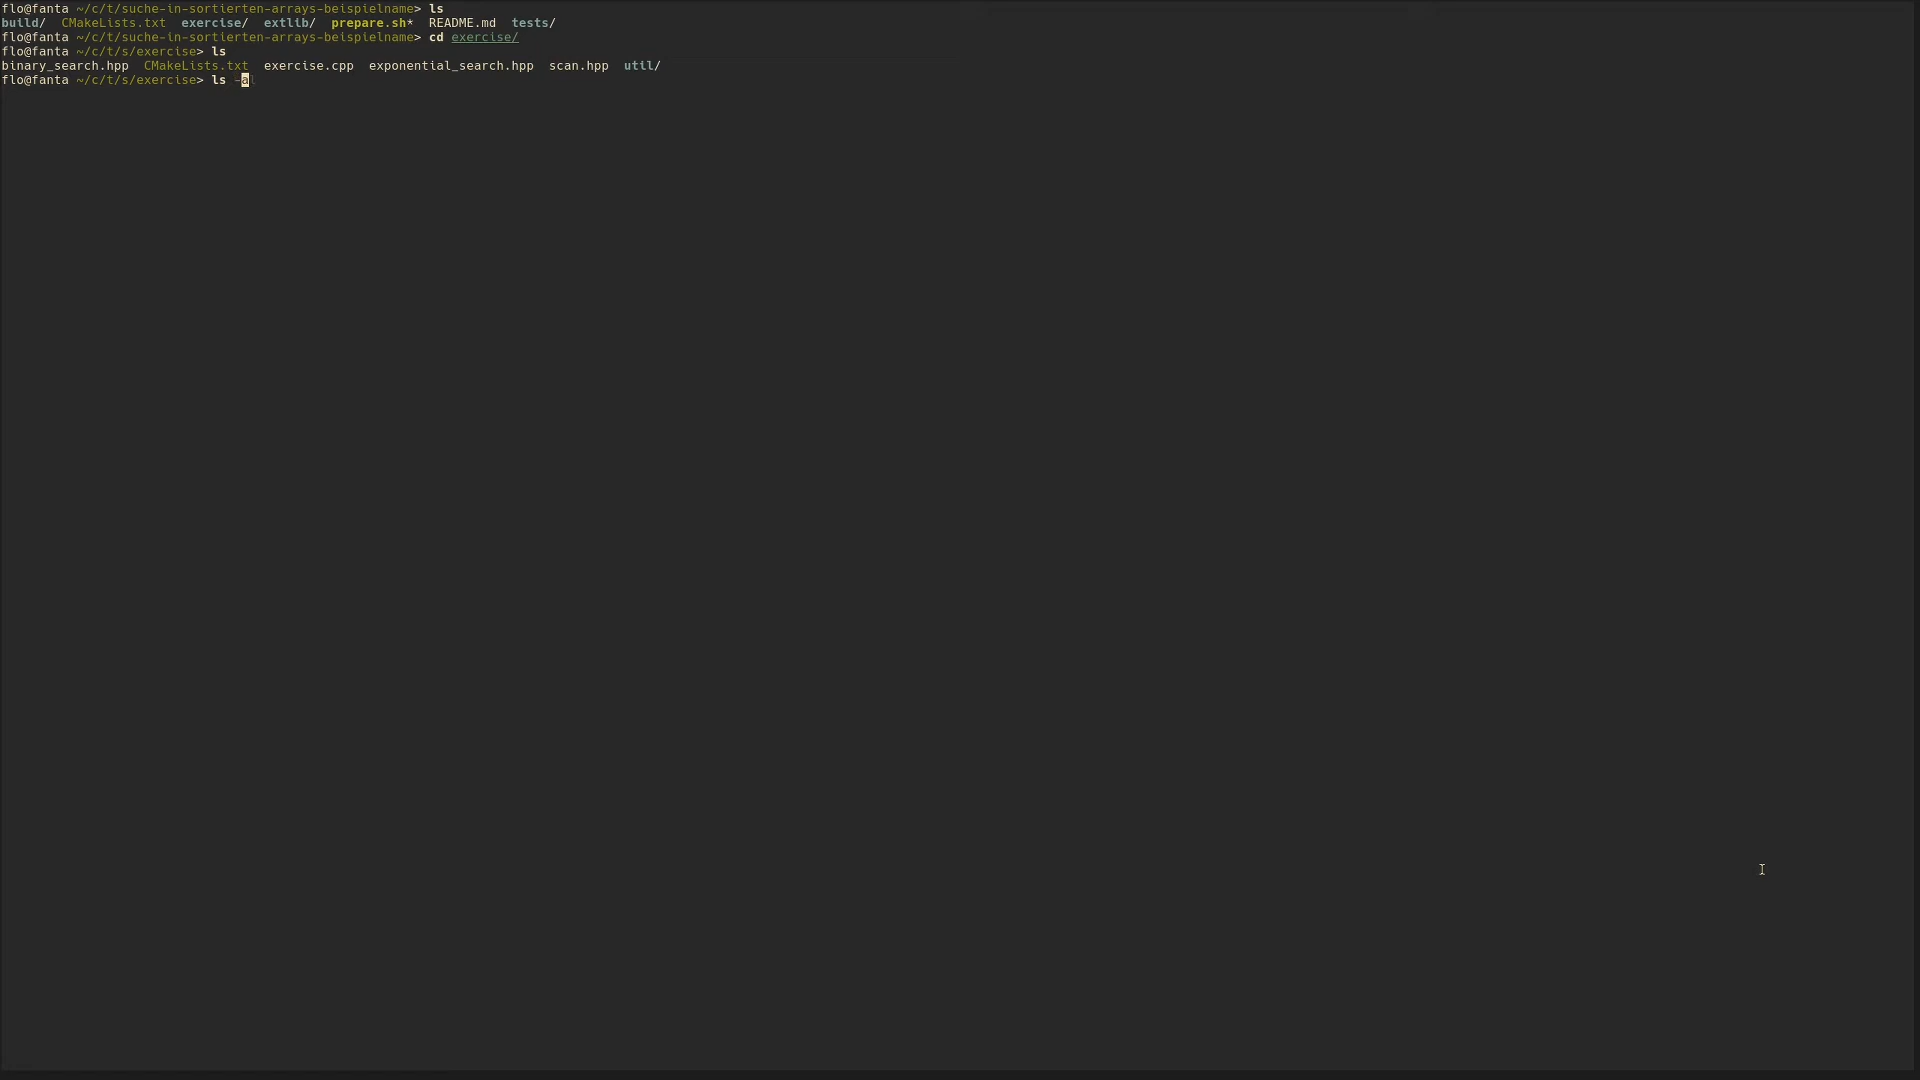 flo@fanta ~/c/t/suche-in-sortierten-arrays-beispielname> ls
build/  CMakeLists.txt  exercise/  extlib/  prepare.sh*  README.md  tests/
flo@fanta ~/c/t/suche-in-sortierten-arrays-beispielname> cd exercise/
flo@fanta ~/c/t/s/exercise> ls
binary_search.hpp  CMakeLists.txt  exercise.cpp  exponential_search.hpp  scan.hpp  util/
flo@fanta ~/c/t/s/exercise> ls -al